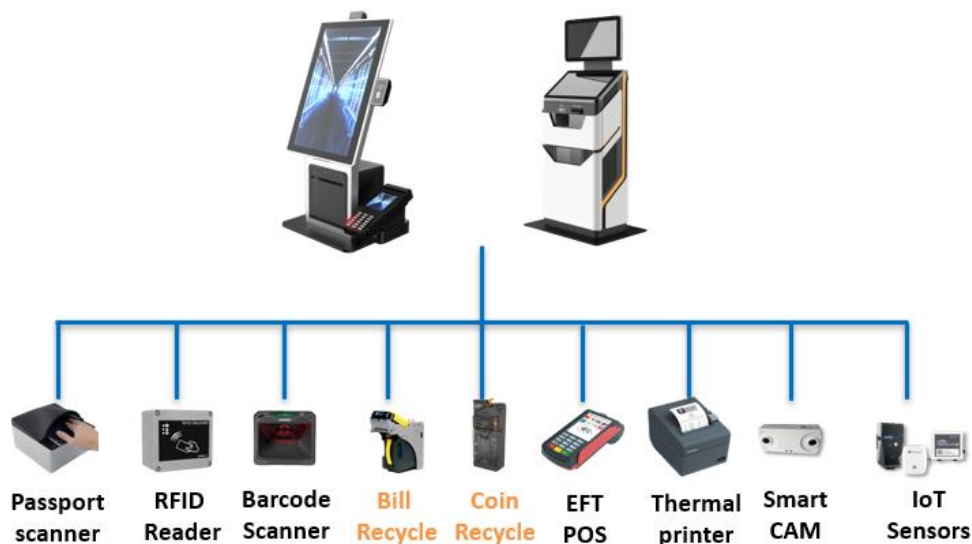 Passport
scanner
RFID
Reader
Barcode
Scanner
Bill
Recycle
Coin
Recycle
EFT
POS
Thermal
printer
Smart
CAM
IoT
Sensors